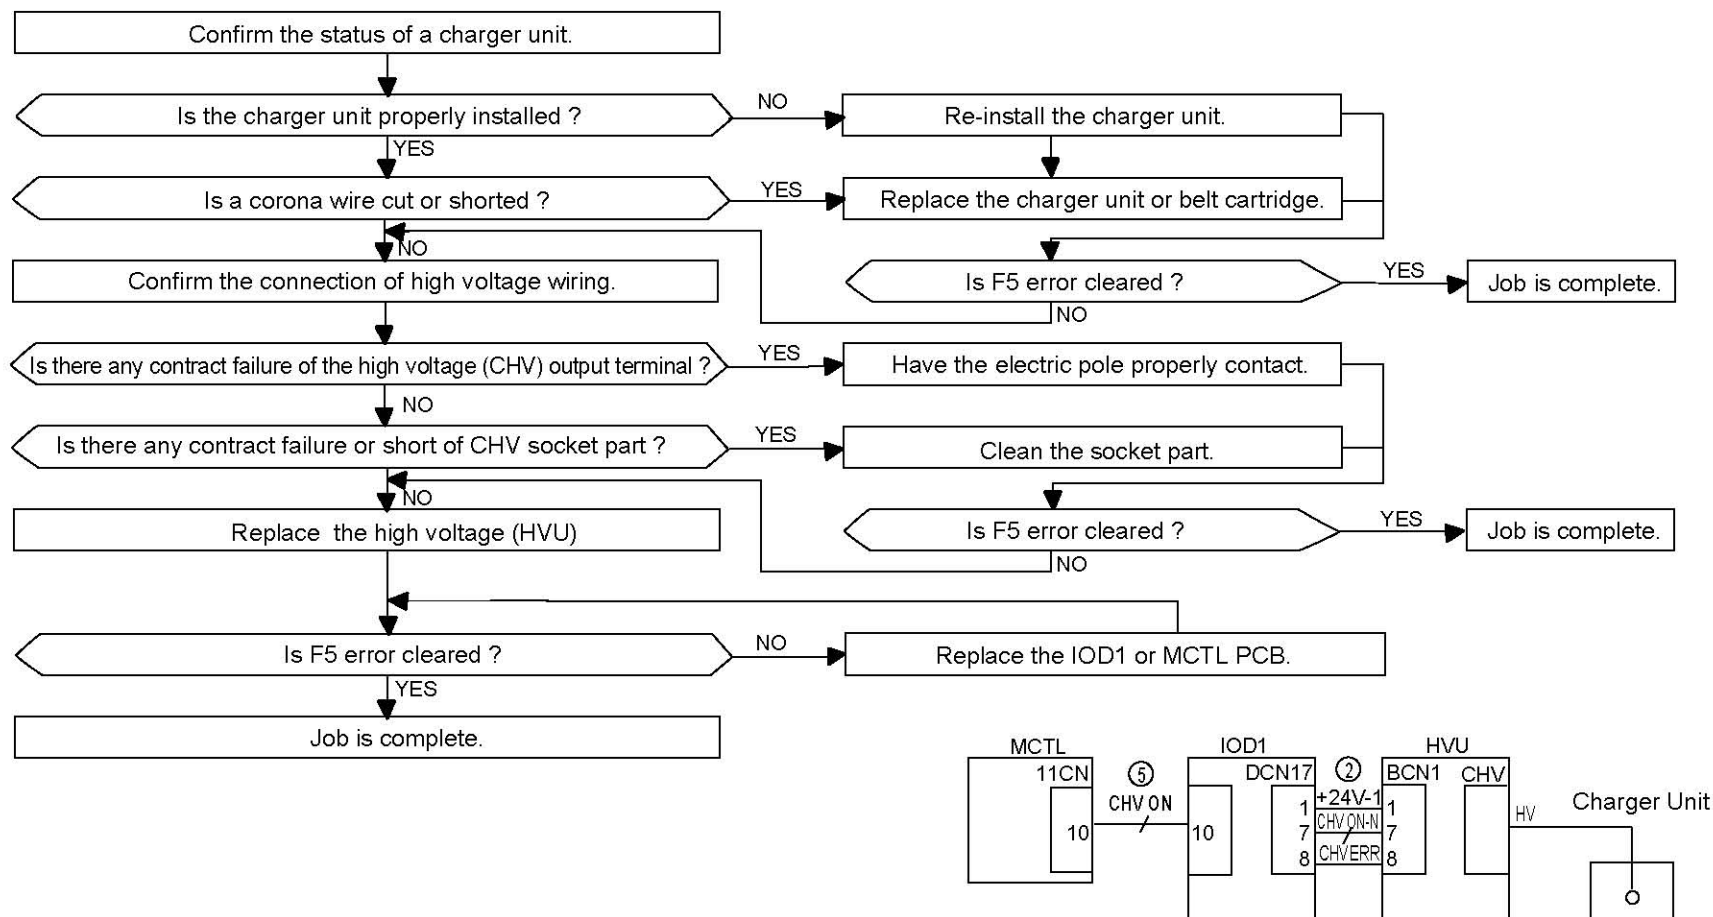 Confirm the status of a charger unit.
Is the charger unit properly installed ?
NO
Re-install the charger unit.
YES
Is a corona wire cut or shorted ?
YES
Replace the charger unit or belt cartridge.
NO
Confirm the connection of high voltage wiring.
Is F5 error cleared ?
YES
Job is complete.
NO
Is there any contract failure of the high voltage (CHV) output terminal ?
YES
Have the electric pole properly contact.
NO
Is there any contract failure or short of CHV socket part ?
YES
Clean the socket part.
NO
Replace the high voltage (HVU)
Is F5 error cleared ?
YES
Job is complete.
NO
Is F5 error cleared ?
NO
Replace the IOD1 or MCTL PCB.
YES
Job is complete.
MCTL
IOD1
HVU
11CN
5
DCN17
2
BCN1
CHV
CHV ON
+24V-1
Charger Unit
1
1
HV
10
10
7
CHV ON-N
7
8
CHVERR
8